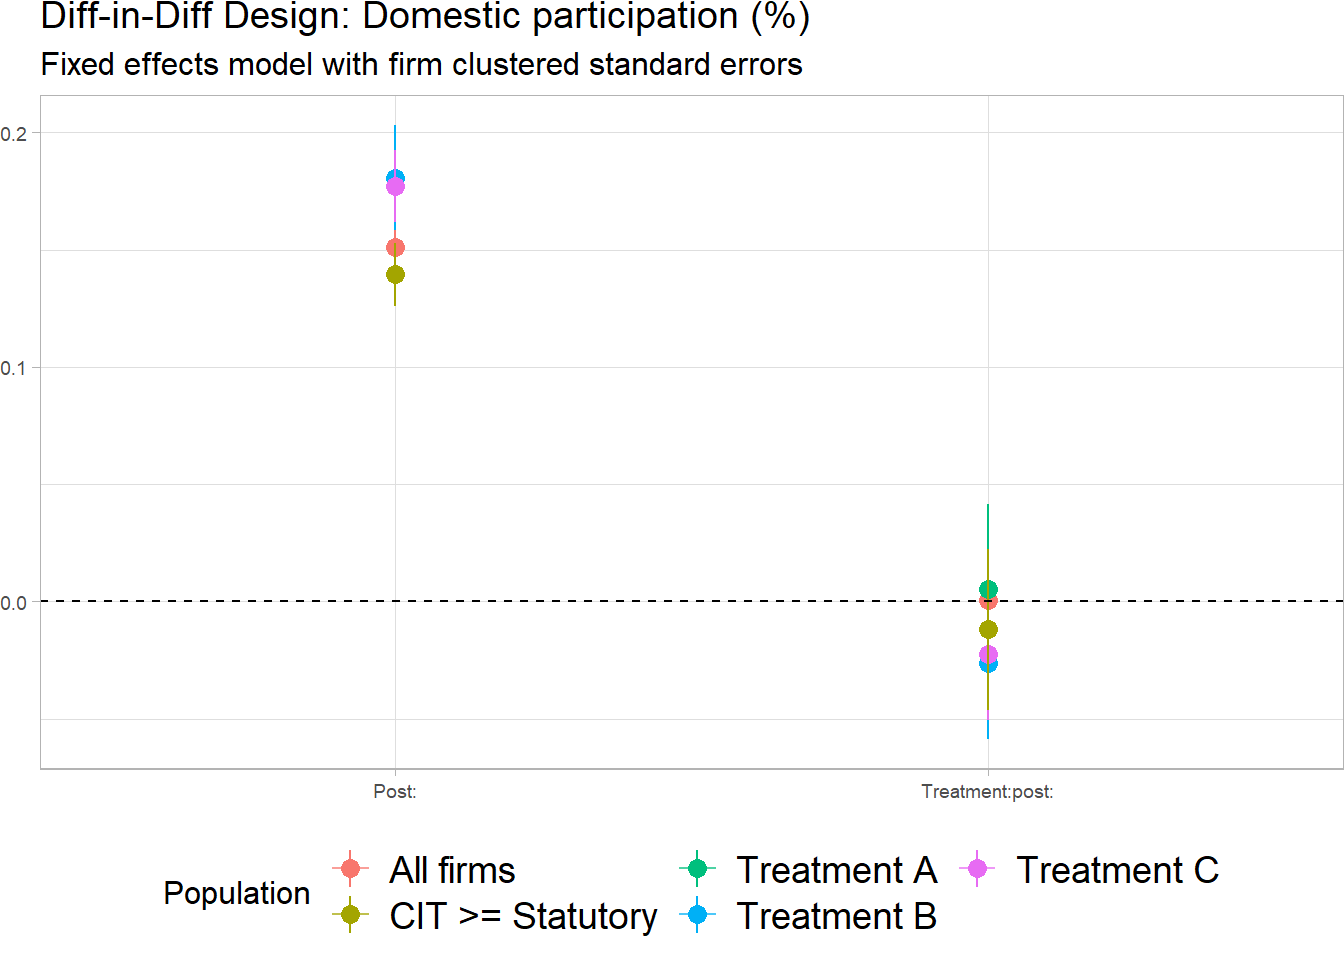 Diff-in-Diff Design: Domestic participation (%)
Fixed effects model with firm clustered standard errors
0.2
0.1
0.0
Post:
Treatment:post:
Population
All firms
CIT >= Statutory
Treatment A
Treatment B
Treatment C